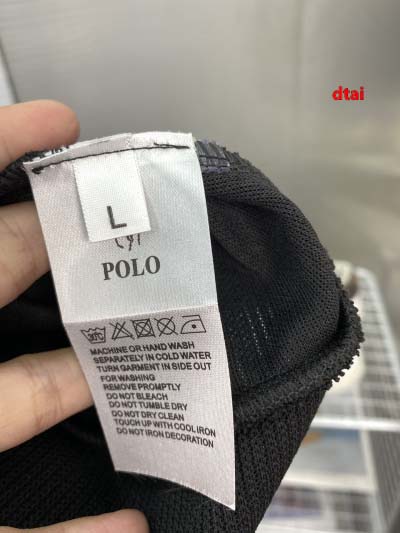 dtai
L
POLO
30°C
MACHINE OR HAND WASH
SEPARATELY IN COLD WATER
TURN GARMENT IN SIDE OUT
FOR WASHING
REMOVE PROMPTLY
DO NOT BLEACH
DO NOT TUMBLE DRY
DO NOT DRY CLEAN
TOUCH UP WITH COOL IRON
DO NOT IRON DECORATION